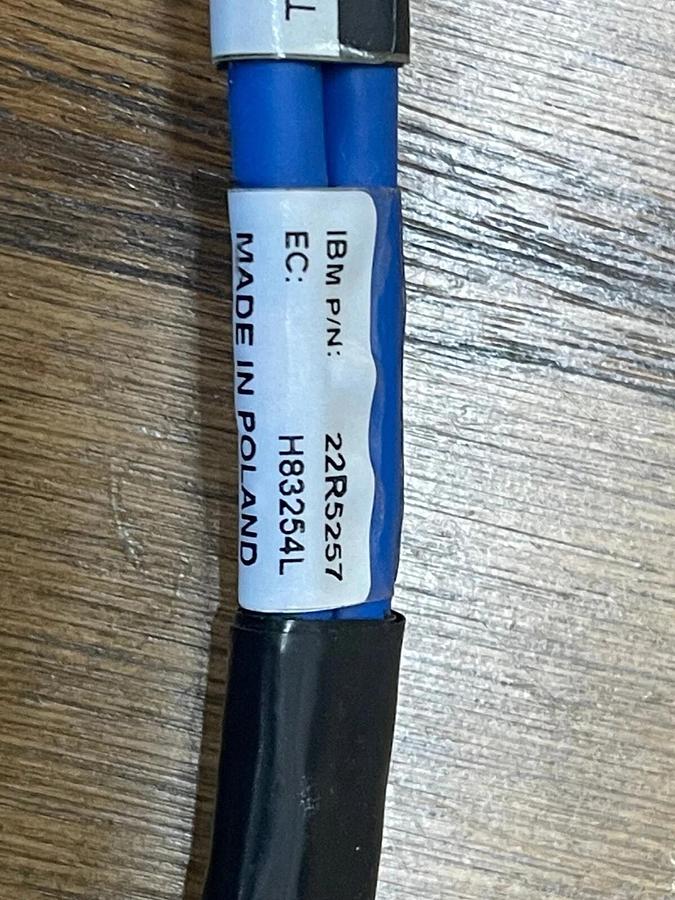 IBM P/N: 22R5257
EC: H83254L
MADE IN POLAND